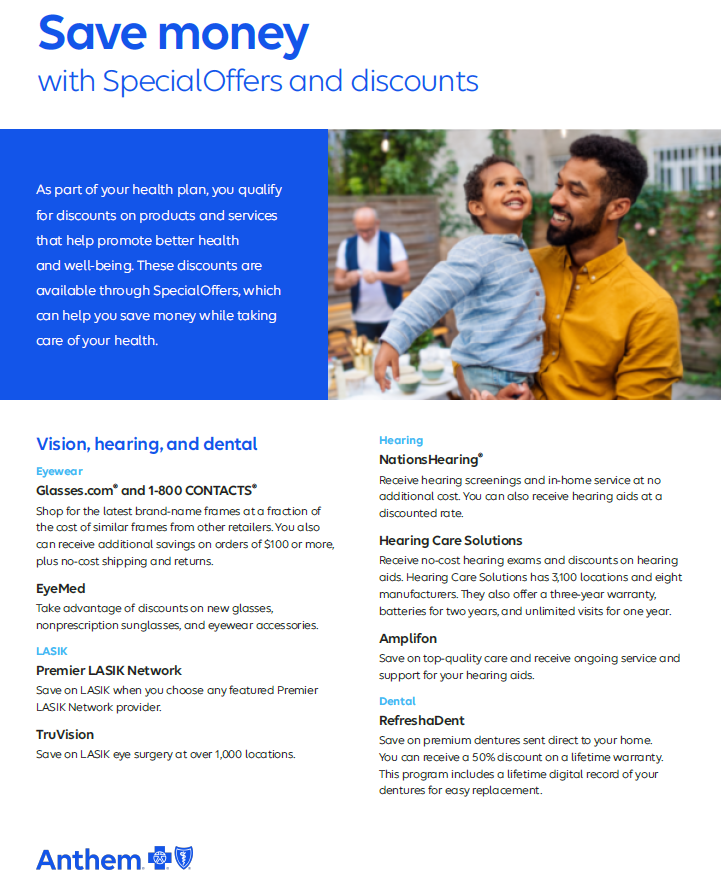 Save money
with SpecialOffers and discounts
As part of your health plan, you qualify
for discounts on products and services
that help promote better health
and well-being. These discounts are
available through SpecialOffers, which
can help you save money while taking
care of your health.
Vision, hearing, and dental
Eyewear
Glasses.com® and 1-800 CONTACTS®
Shop for the latest brand-name frames at a fraction of
the cost of similar frames from other retailers. You also
can receive additional savings on orders of $100 or more,
plus no-cost shipping and returns.
EyeMed
Take advantage of discounts on new glasses,
nonprescription sunglasses, and eyewear accessories.
LASIK
Premier LASIK Network
Save on LASIK when you choose any featured Premier
LASIK Network provider.
TruVision
Save on LASIK eye surgery at over 1,000 locations.
Hearing
NationsHearing®
Receive hearing screenings and in-home service at no
additional cost. You can also receive hearing aids at a
discounted rate.
Hearing Care Solutions
Receive no-cost hearing exams and discounts on hearing
aids. Hearing Care Solutions has 3,100 locations and eight
manufacturers. They also offer a three-year warranty,
batteries for two years, and unlimited visits for one year.
Amplifon
Save on top-quality care and receive ongoing service and
support for your hearing aids.
Dental
RefreshaDent
Save on premium dentures sent direct to your home.
You can receive a 50% discount on a lifetime warranty.
This program includes a lifetime digital record of your
dentures for easy replacement.
Anthem